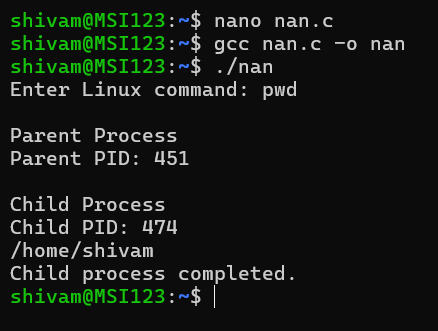 shivam@MSI123:~$ nano nan.c
shivam@MSI123:~$ gcc nan.c -o nan
shivam@MSI123:~$ ./nan
Enter Linux command: pwd
Parent Process
Parent PID: 451
Child Process
Child PID: 474
/home/shivam
Child process completed.
shivam@MSI123:~$